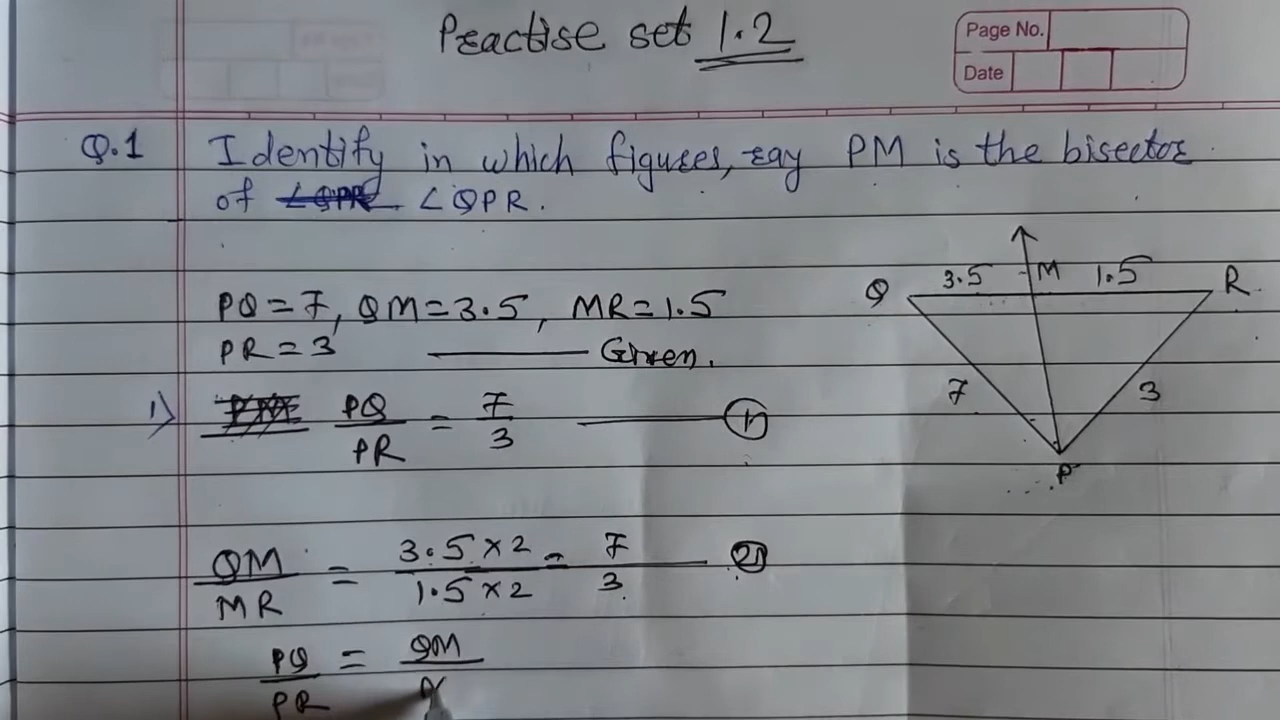 Practise set 1.2
Page No.
Date
Q.1 Identify in which figures, ray PM is the bisector
of ∠QPR.
PQ = 7, QM = 3.5, MR = 1.5
PR = 3 ——— Given.
1) PQ/PR = 7/3 ——— (1)
QM/MR = 3.5 × 2/1.5 × 2 = 7/3 ——— (2)
PQ/PR = QM/
Q 3.5 M 1.5 R
7 3
P